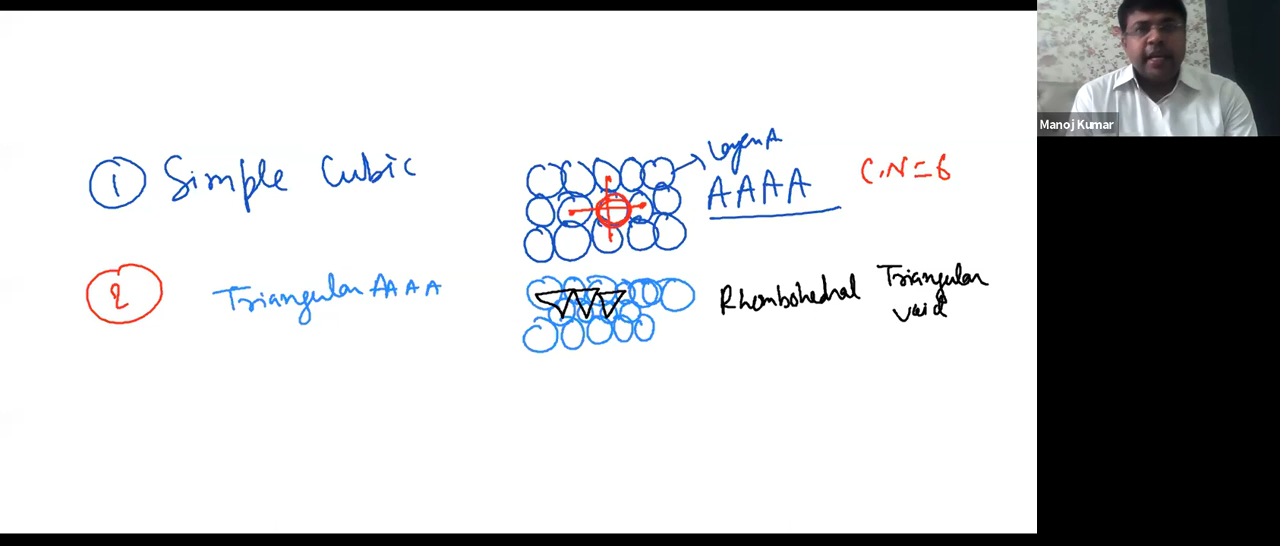 Manoj Kumar
① Simple Cubic
Layer A
AAAA
C.N = 6
② Triangular AAAA
Rhombohedral
Triangular
void